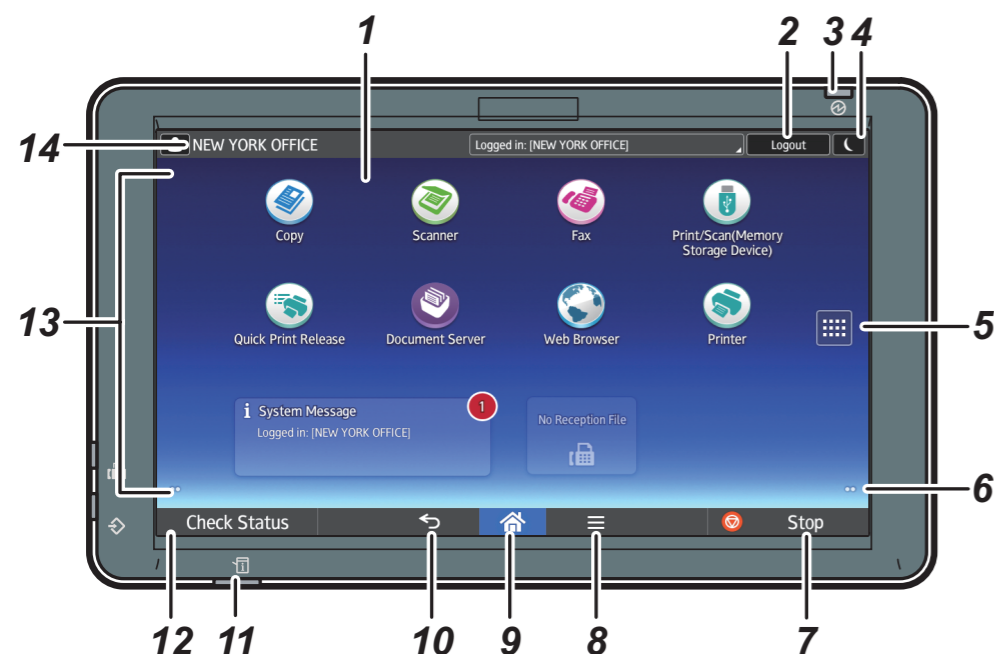 1
2
3
4
14
NEW YORK OFFICE
Logged in: [NEW YORK OFFICE]
Logout
Copy
Scanner
Fax
Print/Scan(Memory
Storage Device)
13
5
Quick Print Release
Document Server
Web Browser
Printer
i System Message
1
Logged in: [NEW YORK OFFICE]
No Reception File
6
Check Status
Stop
12
11
10
9
8
7